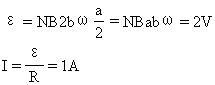 ε = NB2bω a/2 = NBabω = 2V
I = ε/R = 1A